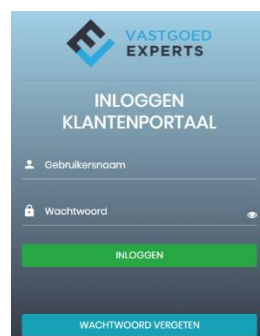 VASTGOED
EXPERTS
INLOGGEN
KLANTENPORTAAL
Gebruikersnaam
Wachtwoord
INLOGGEN
WACHTWOORD VERGETEN